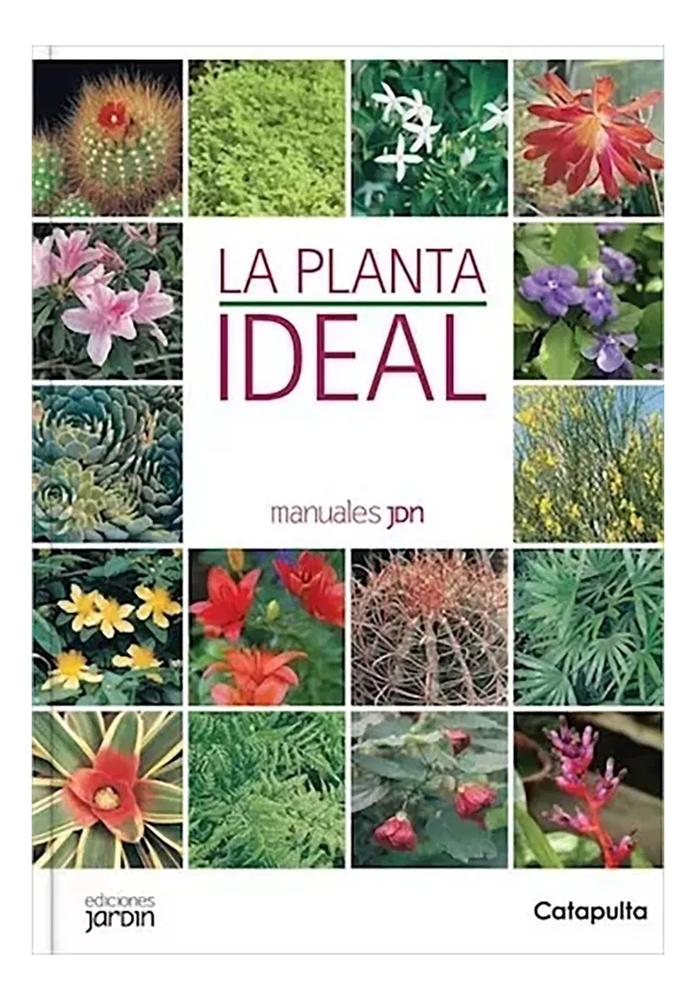 LA PLANTA
IDEAL
manuales JDN
ediciones
JARDIN
Catapulta